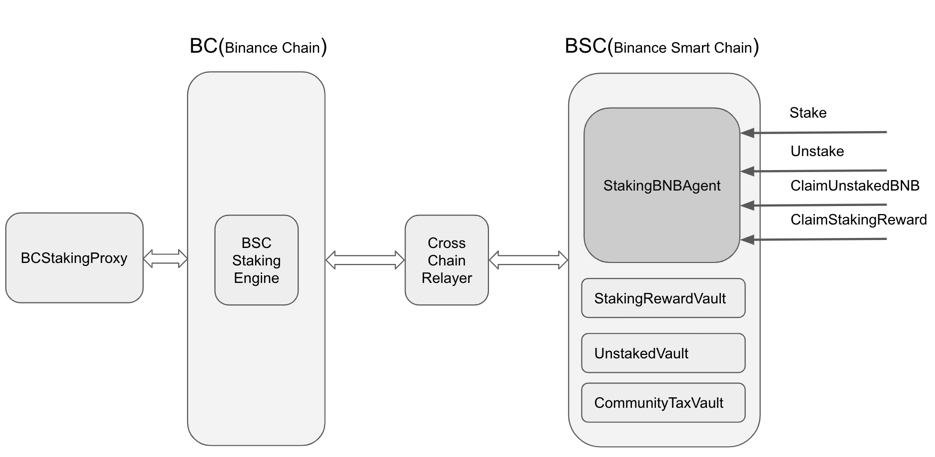 BC(Binance Chain)
BSC(Binance Smart Chain)
Stake
Unstake
ClaimUnstakedBNB
ClaimStakingReward
StakingBNBAgent
BCStakingProxy
BSC
Staking
Engine
Cross
Chain
Relayer
StakingRewardVault
UnstakedVault
CommunityTaxVault